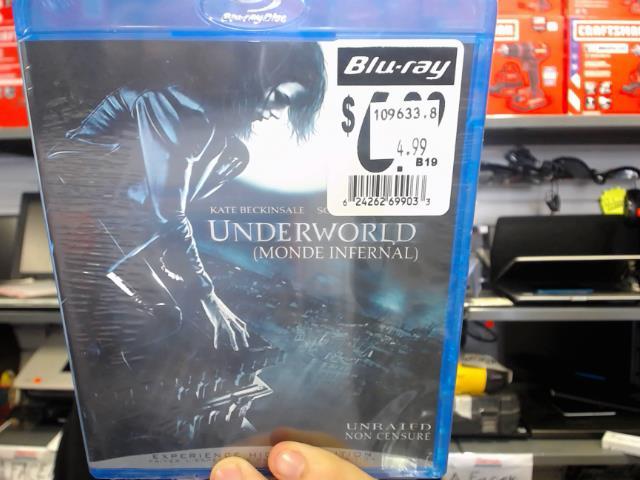 Blu-ray Disc
CRAFTSMAN
Blu-ray
$
109633.8
4.99
B19
6 24262 69903 3
KATE BECKINSALE
UNDERWORLD
(MONDE INFERNAL)
UNRATED
NON CENSURÉ
EXPERIENCE